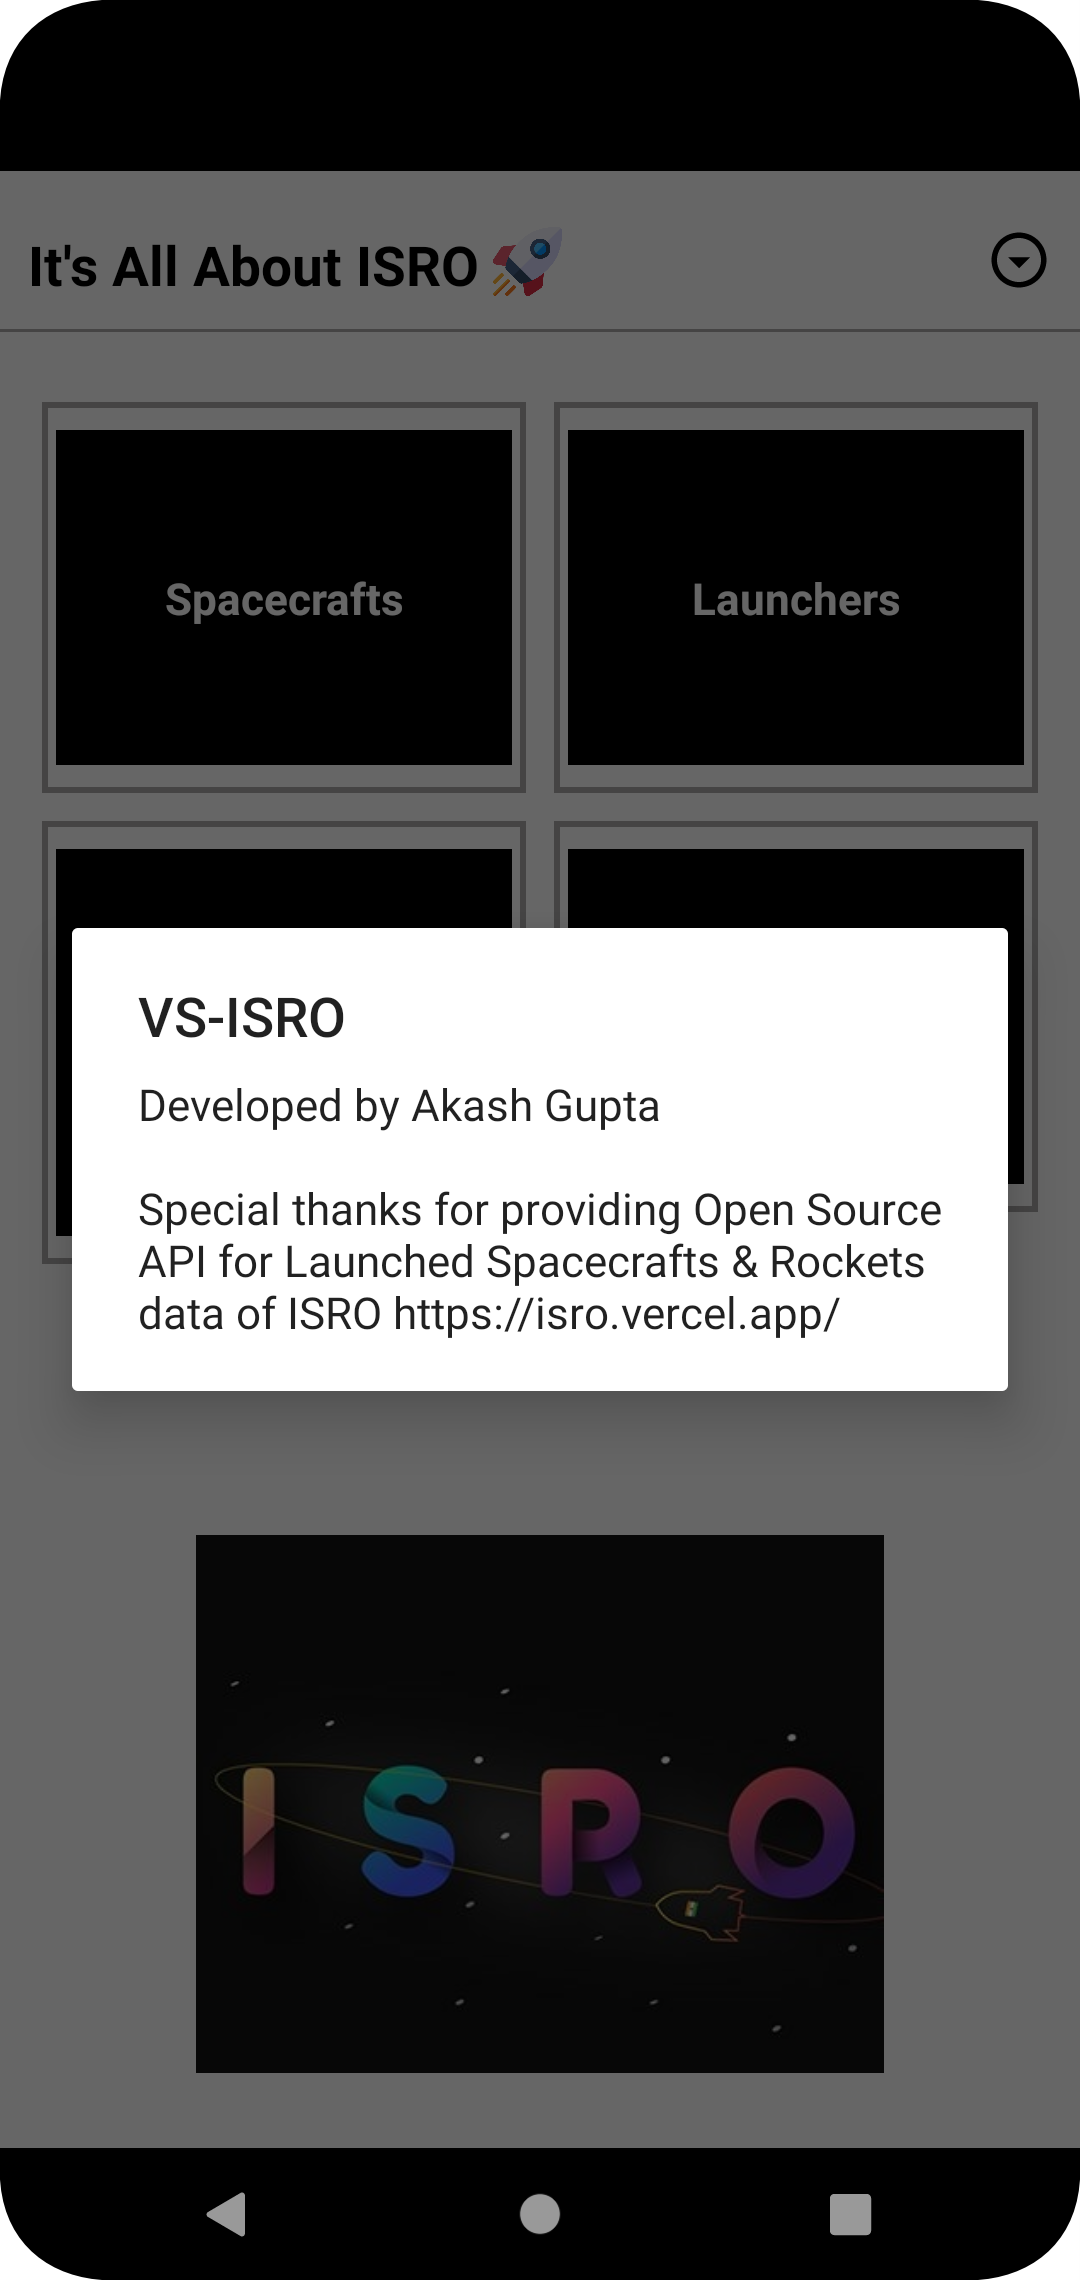 It's All About ISRO 🚀
Spacecrafts
Launchers
VS-ISRO
Developed by Akash Gupta
Special thanks for providing Open Source
API for Launched Spacecrafts & Rockets
data of ISRO https://isro.vercel.app/
ISRO